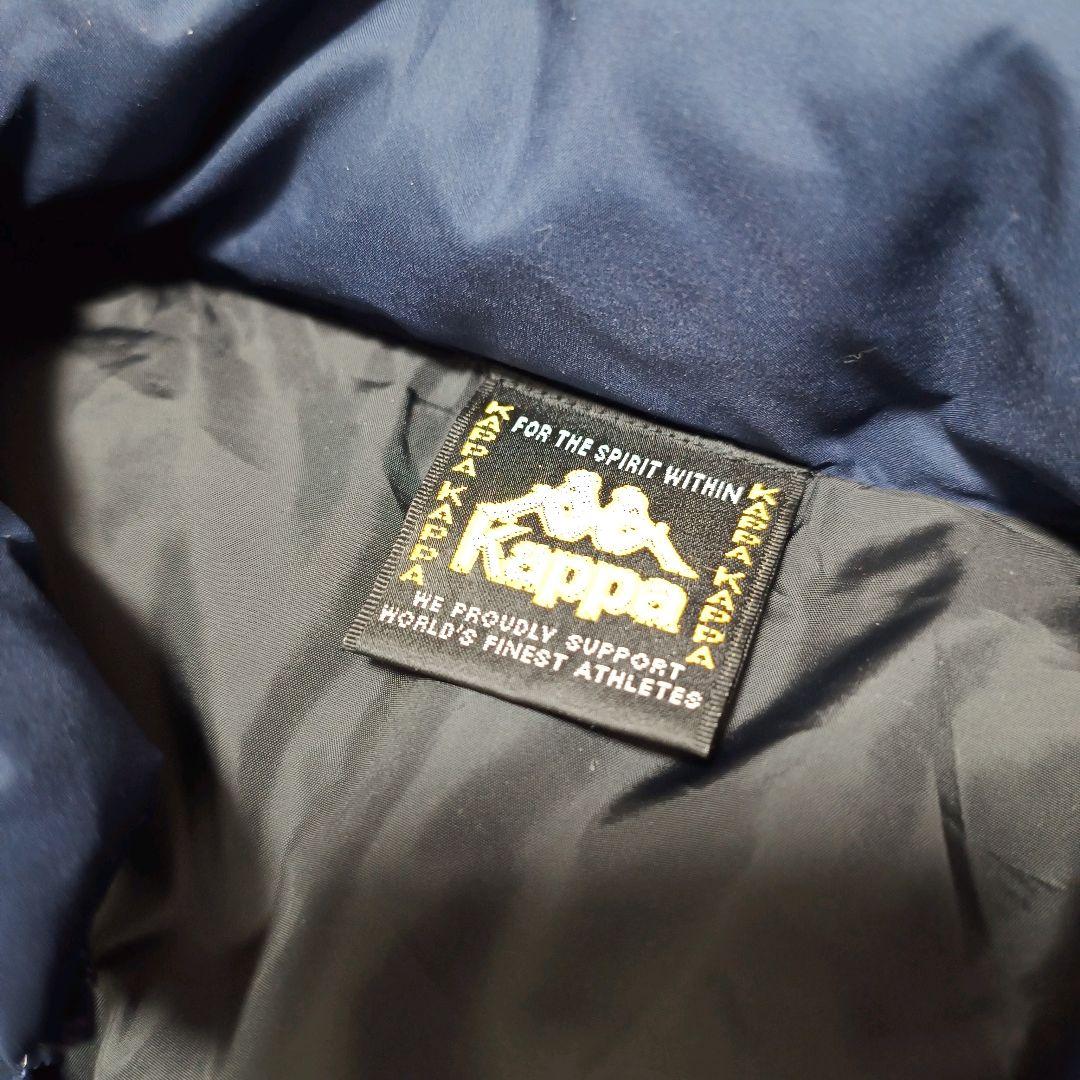 FOR THE SPIRIT WITHIN
KAPPA KAPPA
Kappa
KAPPA KAPPA
WE PROUDLY SUPPORT
WORLD'S FINEST ATHLETES